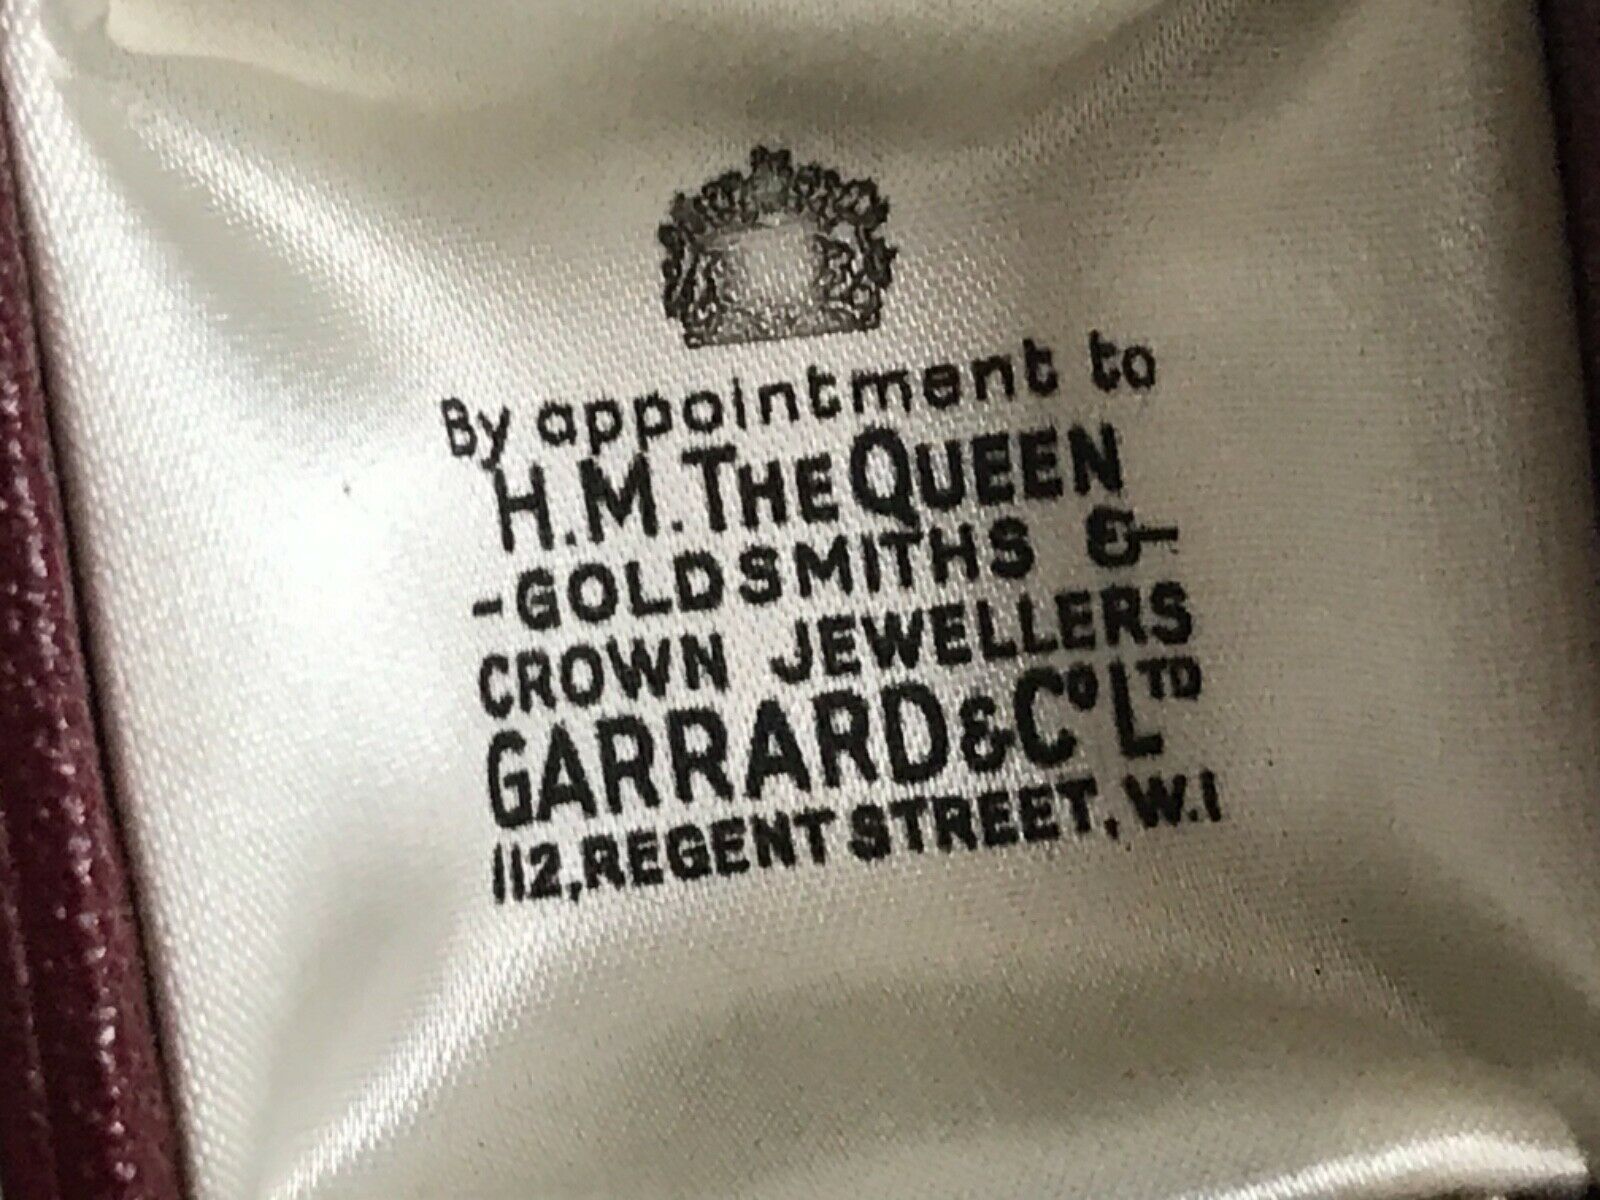 By appointment to
H.M. THE QUEEN
-GOLDSMITHS &
CROWN JEWELLERS
GARRARD & Cº LTD
112, REGENT STREET, W.1